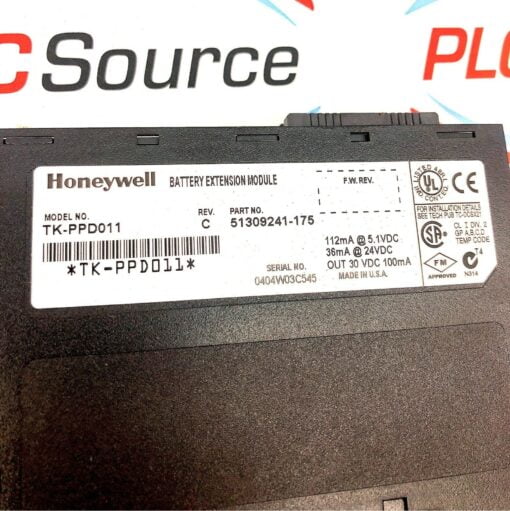 C Source
PLC
Honeywell BATTERY EXTENSION MODULE
F.W. REV.
MODEL NO.
TK-PPD011
REV.
C
PART NO.
51309241-175
*TK-PPD011*
112mA @ 5.1VDC
36mA @ 24VDC
OUT 30 VDC 100mA
MADE IN U.S.A.
SERIAL NO.
0404W03C545
UL
CE
FOR INSTALLATION
CL I DIV. 2
GP A,B,C,D
TEMP CODE
T4
FM
APPROVED
N314